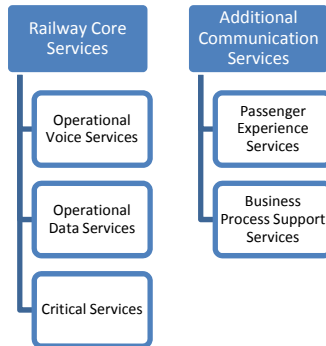 Railway Core
Services
Operational
Voice Services
Operational
Data Services
Critical Services
Additional
Communication
Services
Passenger
Experience
Services
Business
Process Support
Services